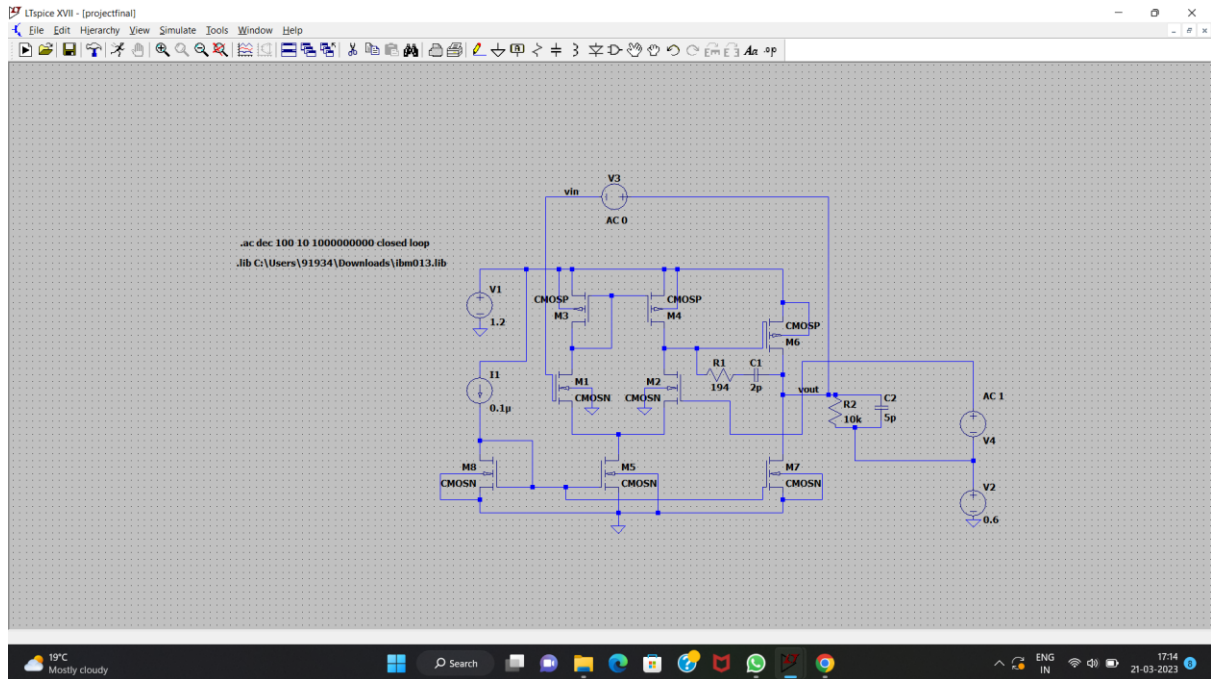 LTspice XVII - [projectfinal]
File Edit Hierarchy View Simulate Tools Window Help
Aa .op
V3
vin
AC 0
.ac dec 100 10 1000000000 closed loop
.lib C:\Users\91934\Downloads\ibm013.lib
V1
1.2
CMOSP
M3
CMOSP
M4
CMOSP
M6
I1
0.1µ
M1
CMOSN
M2
CMOSN
R1
194
C1
2p
vout
R2
10k
C2
5p
AC 1
V4
M8
CMOSN
M5
CMOSN
M7
CMOSN
V2
0.6
19°C
Mostly cloudy
Search
ENG
IN
17:14
21-03-2023
8